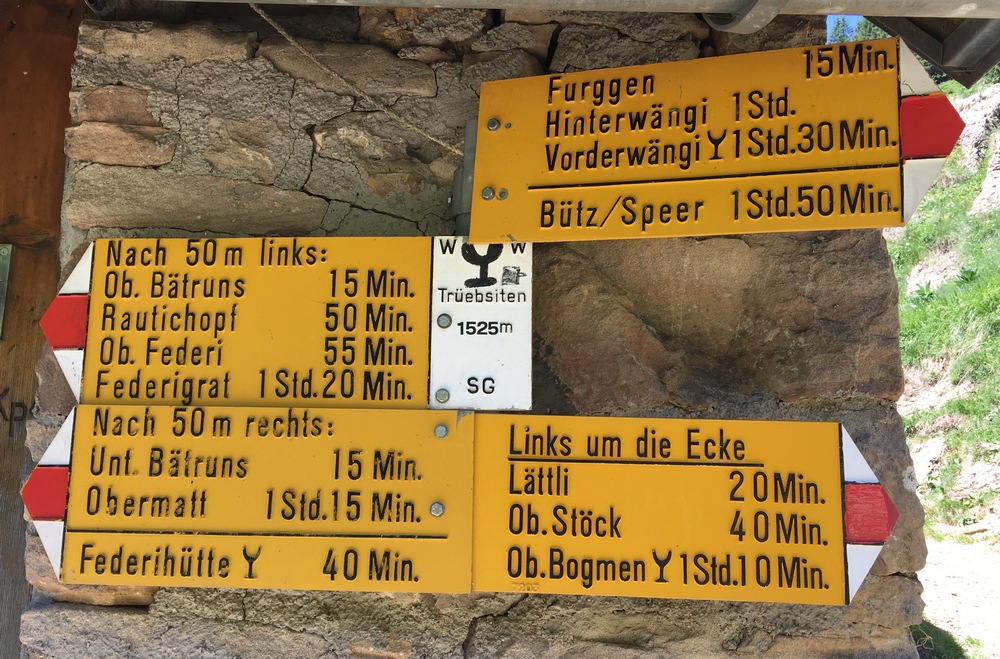 Furggen 15 Min.
Hinterwängi 1 Std.
Vorderwängi 1 Std. 30 Min.
Bütz/Speer 1 Std. 50 Min.
Nach 50 m links:
Ob. Bätruns 15 Min.
Rautichopf 50 Min.
Ob. Federi 55 Min.
Federigrat 1 Std. 20 Min.
W W
Trüebsiten
1525m
SG
Nach 50 m rechts:
Unt. Bätruns 15 Min.
Obermatt 1 Std. 15 Min.
Federihütte 40 Min.
Links um die Ecke
Lättli 20 Min.
Ob. Stöck 40 Min.
Ob. Bogmen 1 Std. 10 Min.